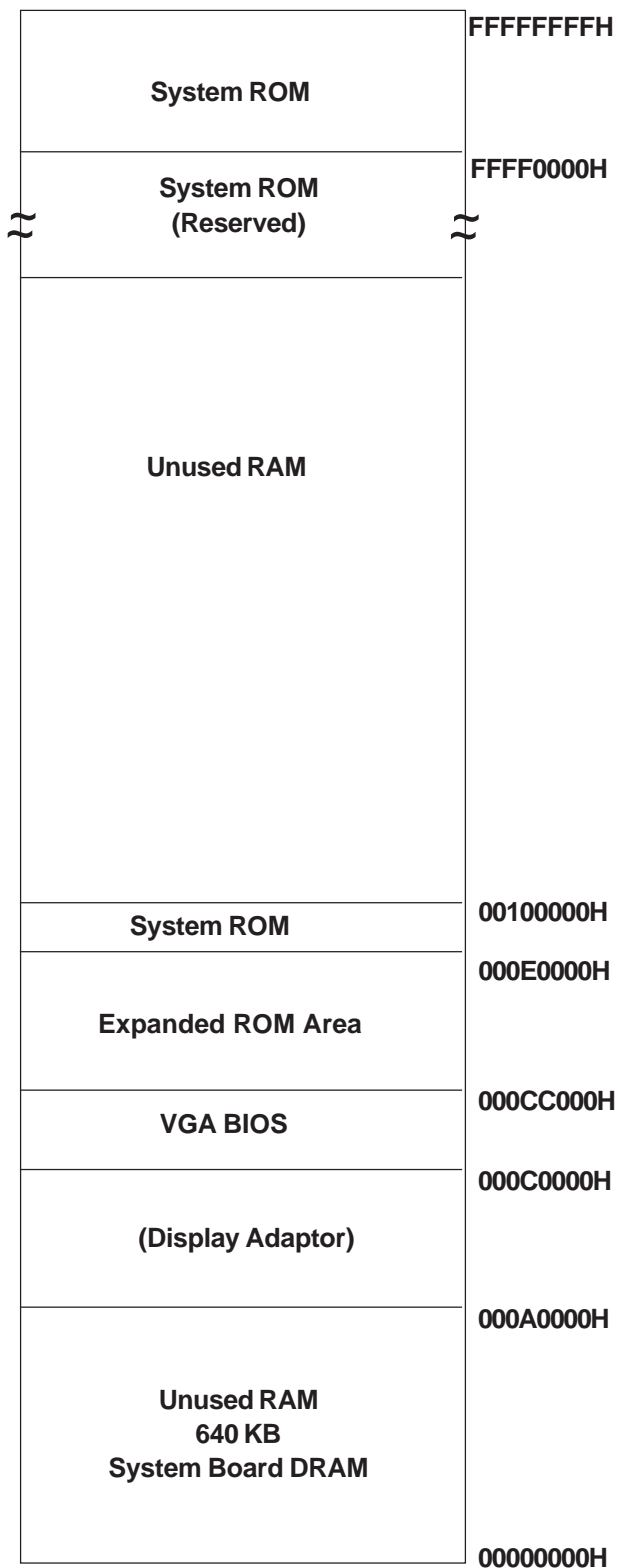 FFFFFFFFH
System ROM
FFFF0000H
System ROM
(Reserved)
Unused RAM
00100000H
System ROM
000E0000H
Expanded ROM Area
000CC000H
VGA BIOS
000C0000H
(Display Adaptor)
000A0000H
Unused RAM
640 KB
System Board DRAM
00000000H